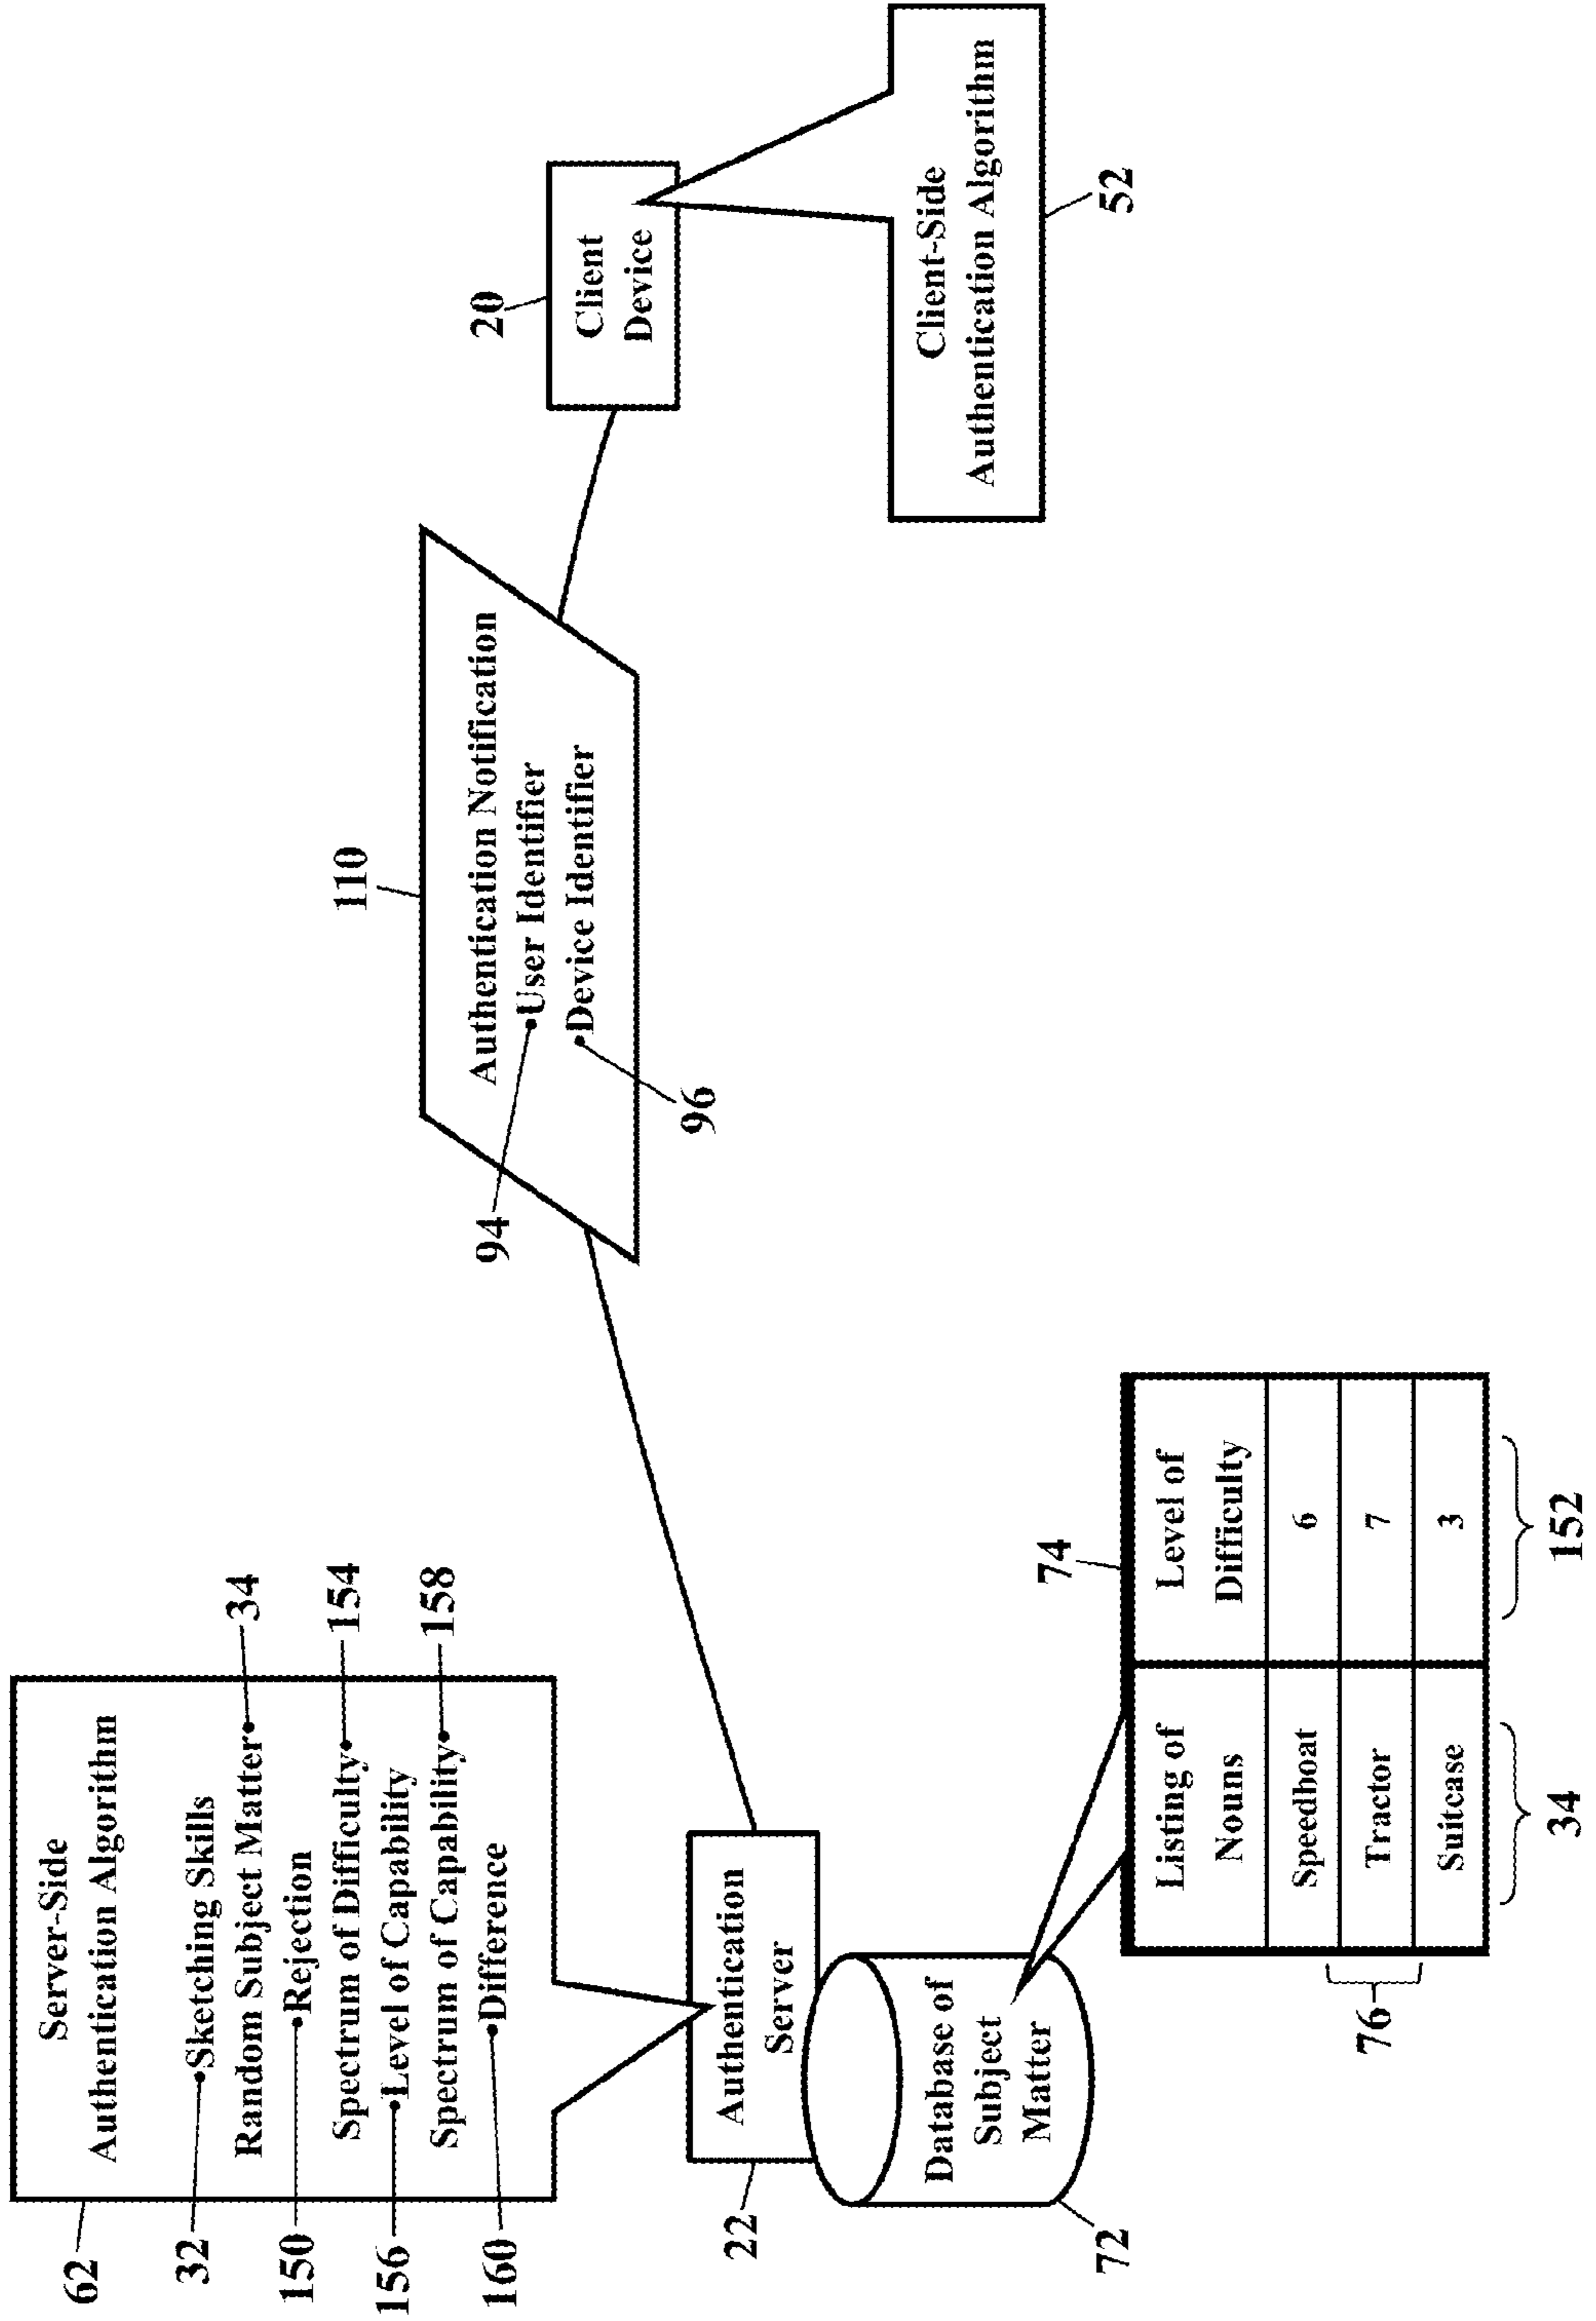 62
Server-Side
Authentication Algorithm
32
Sketching Skills
Random Subject Matter
34
150
Rejection
Spectrum of Difficulty
154
156
Level of Capability
Spectrum of Capability
158
160
Difference
22
Authentication
Server
Database of
Subject
Matter
72
110
Authentication Notification
94
User Identifier
Device Identifier
96
20
Client
Device
Client-Side
Authentication Algorithm
52
74
Listing of
Nouns
Level of
Difficulty
Speedboat 6
76
Tractor 7
Suitcase 3
34
152